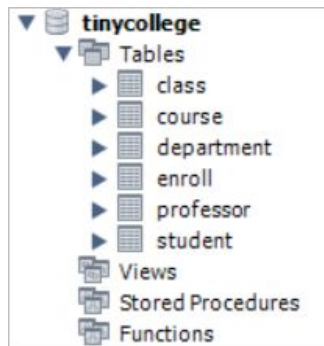 tinycollege
Tables
class
course
department
enroll
professor
student
Views
Stored Procedures
Functions